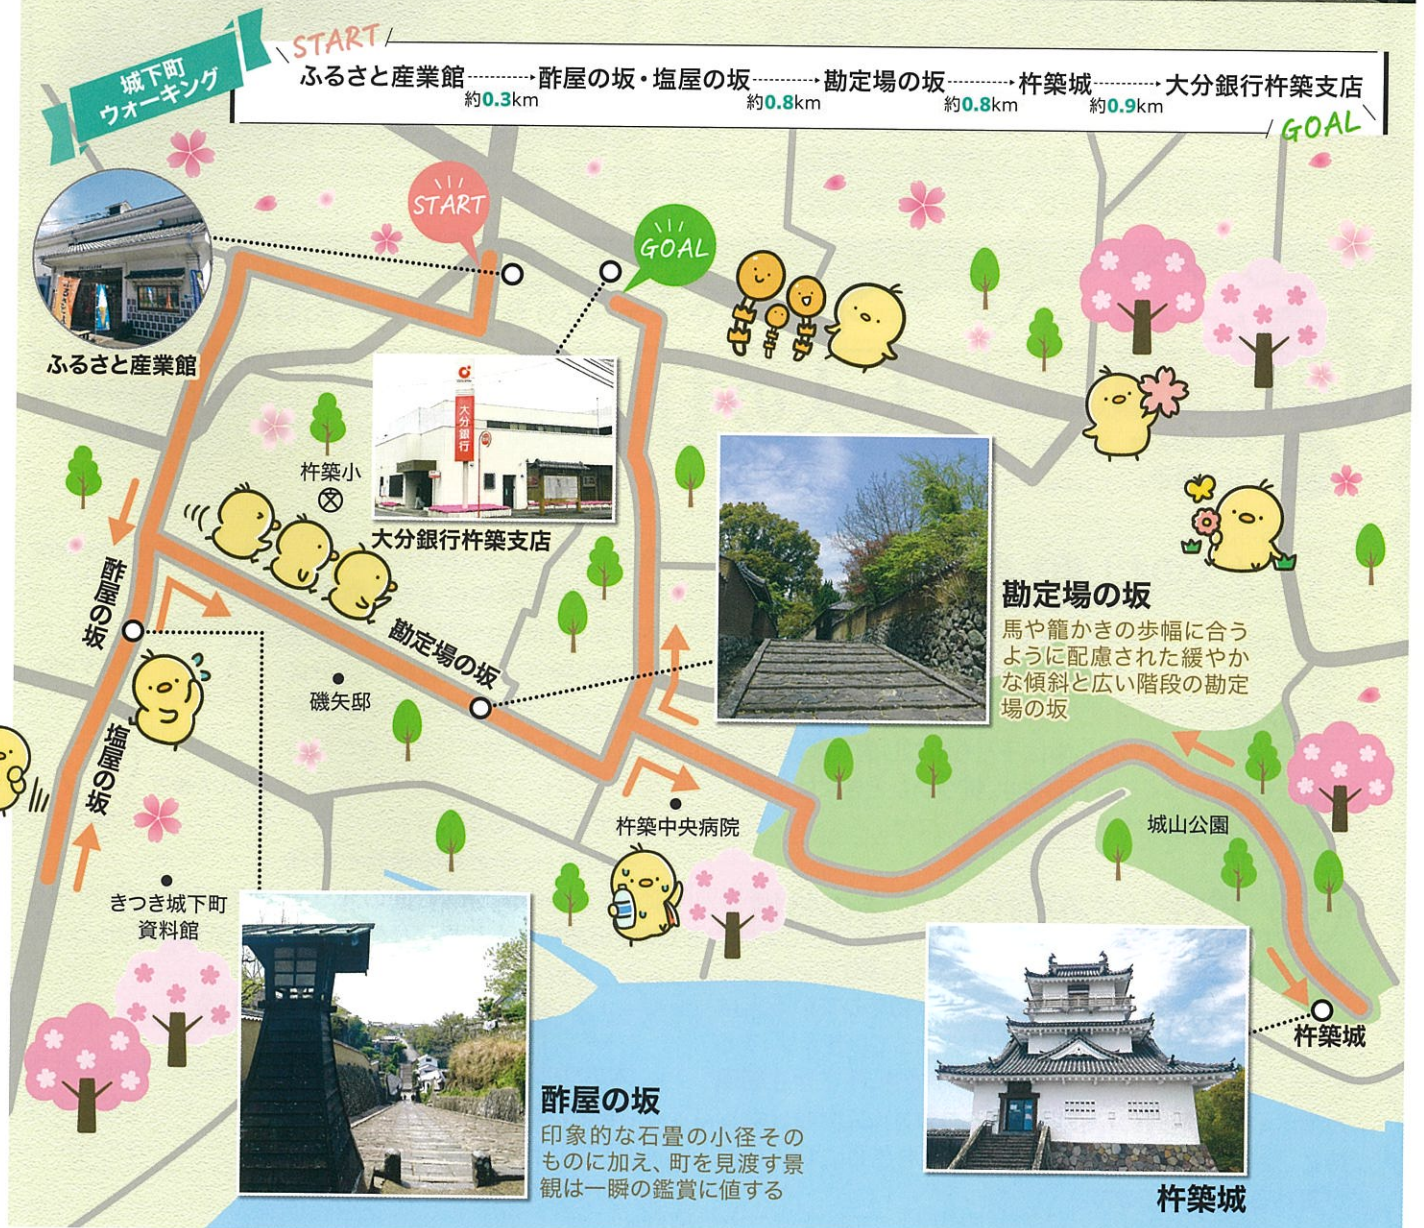 城下町
ウォーキング
START
ふるさと産業館 酢屋の坂・塩屋の坂 勘定場の坂 杵築城 大分銀行杵築支店
約0.3km 約0.8km 約0.8km 約0.9km
GOAL
START
GOAL
ふるさと産業館
大分銀行
大分銀行杵築支店
杵築小
酢屋の坂
勘定場の坂
磯矢邸
塩屋の坂
勘定場の坂
馬や籠かきの歩幅に合う
ように配慮された緩やか
な傾斜と広い階段の勘定
場の坂
杵築中央病院
城山公園
きつき城下町
資料館
杵築城
酢屋の坂
印象的な石畳の小径その
ものに加え、町を見渡す景
観は一瞬の鑑賞に値する
杵築城